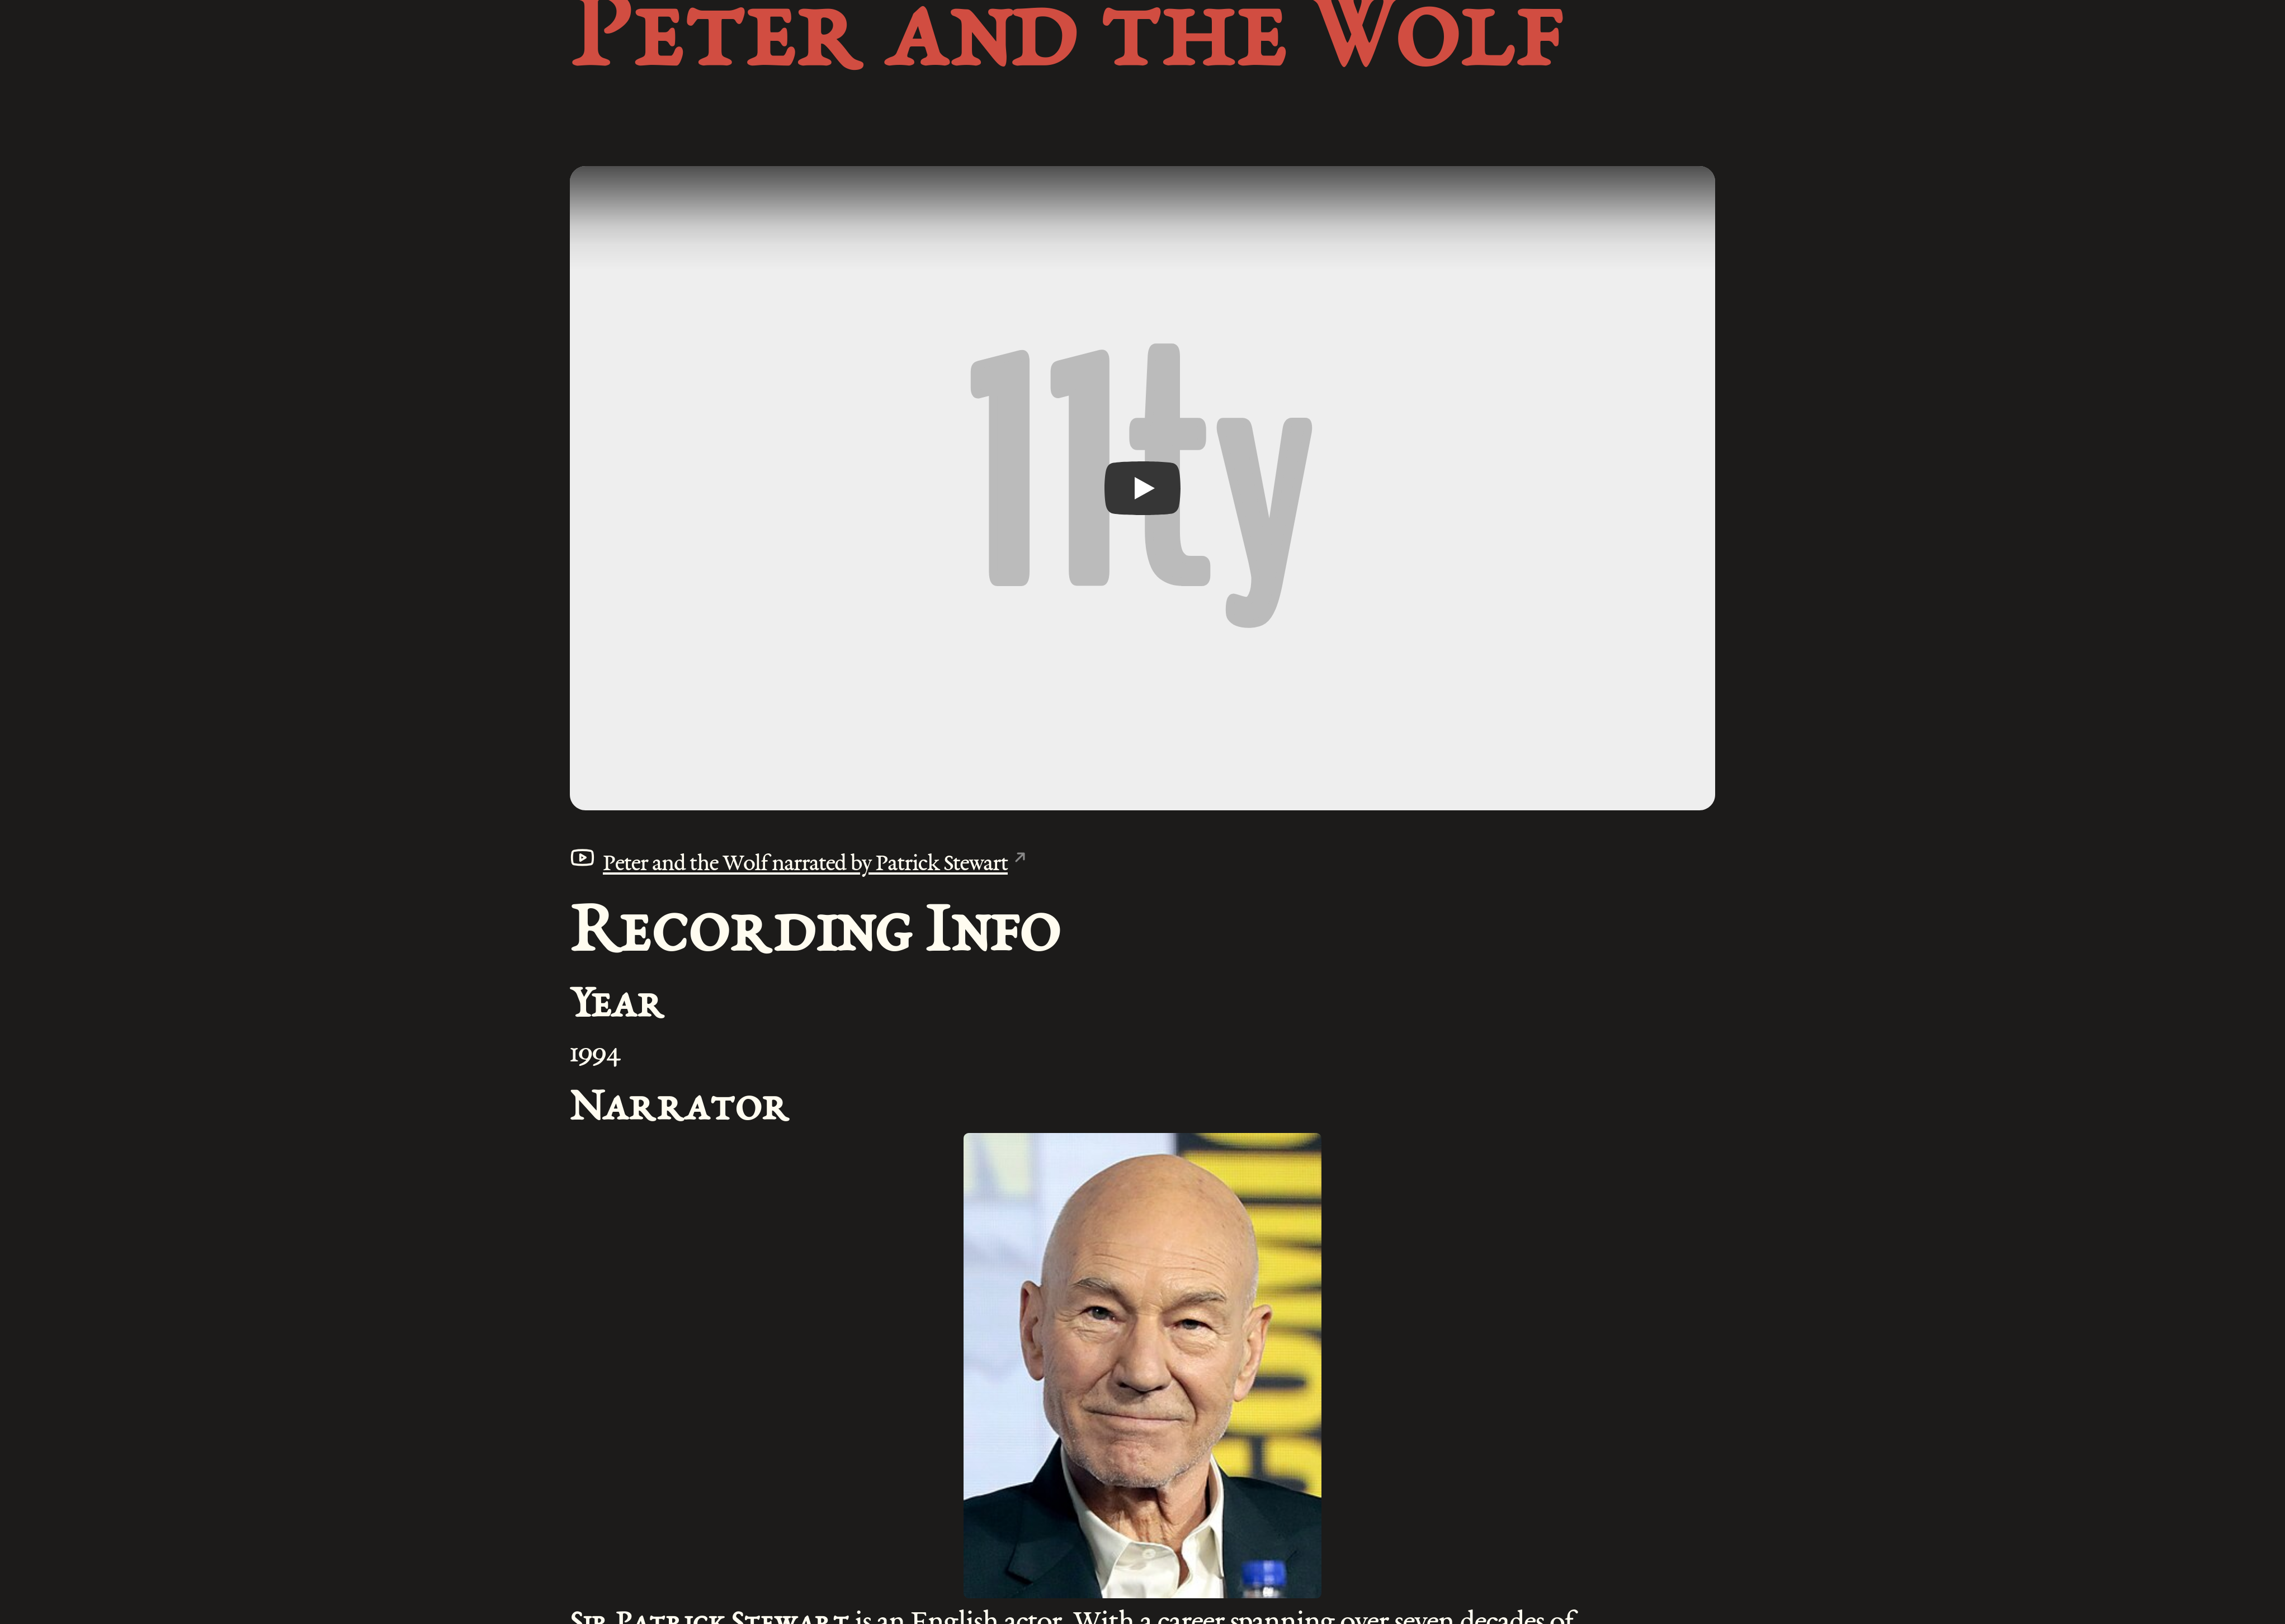 Peter and the Wolf
11ty
Peter and the Wolf narrated by Patrick Stewart
Recording Info
Year
1994
Narrator
Sir Patrick Stewart is an English actor. With a career spanning over seven decades of